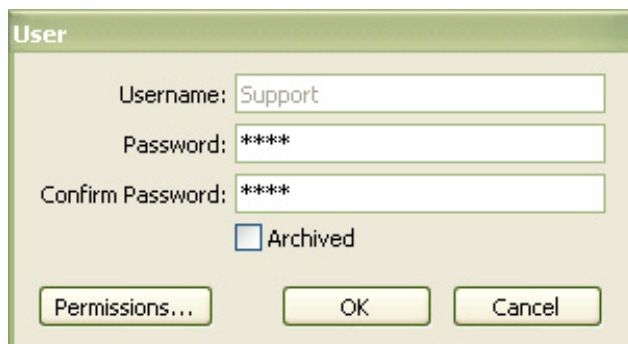 User
Username: Support
Password: ****
Confirm Password: ****
Archived
Permissions... OK Cancel